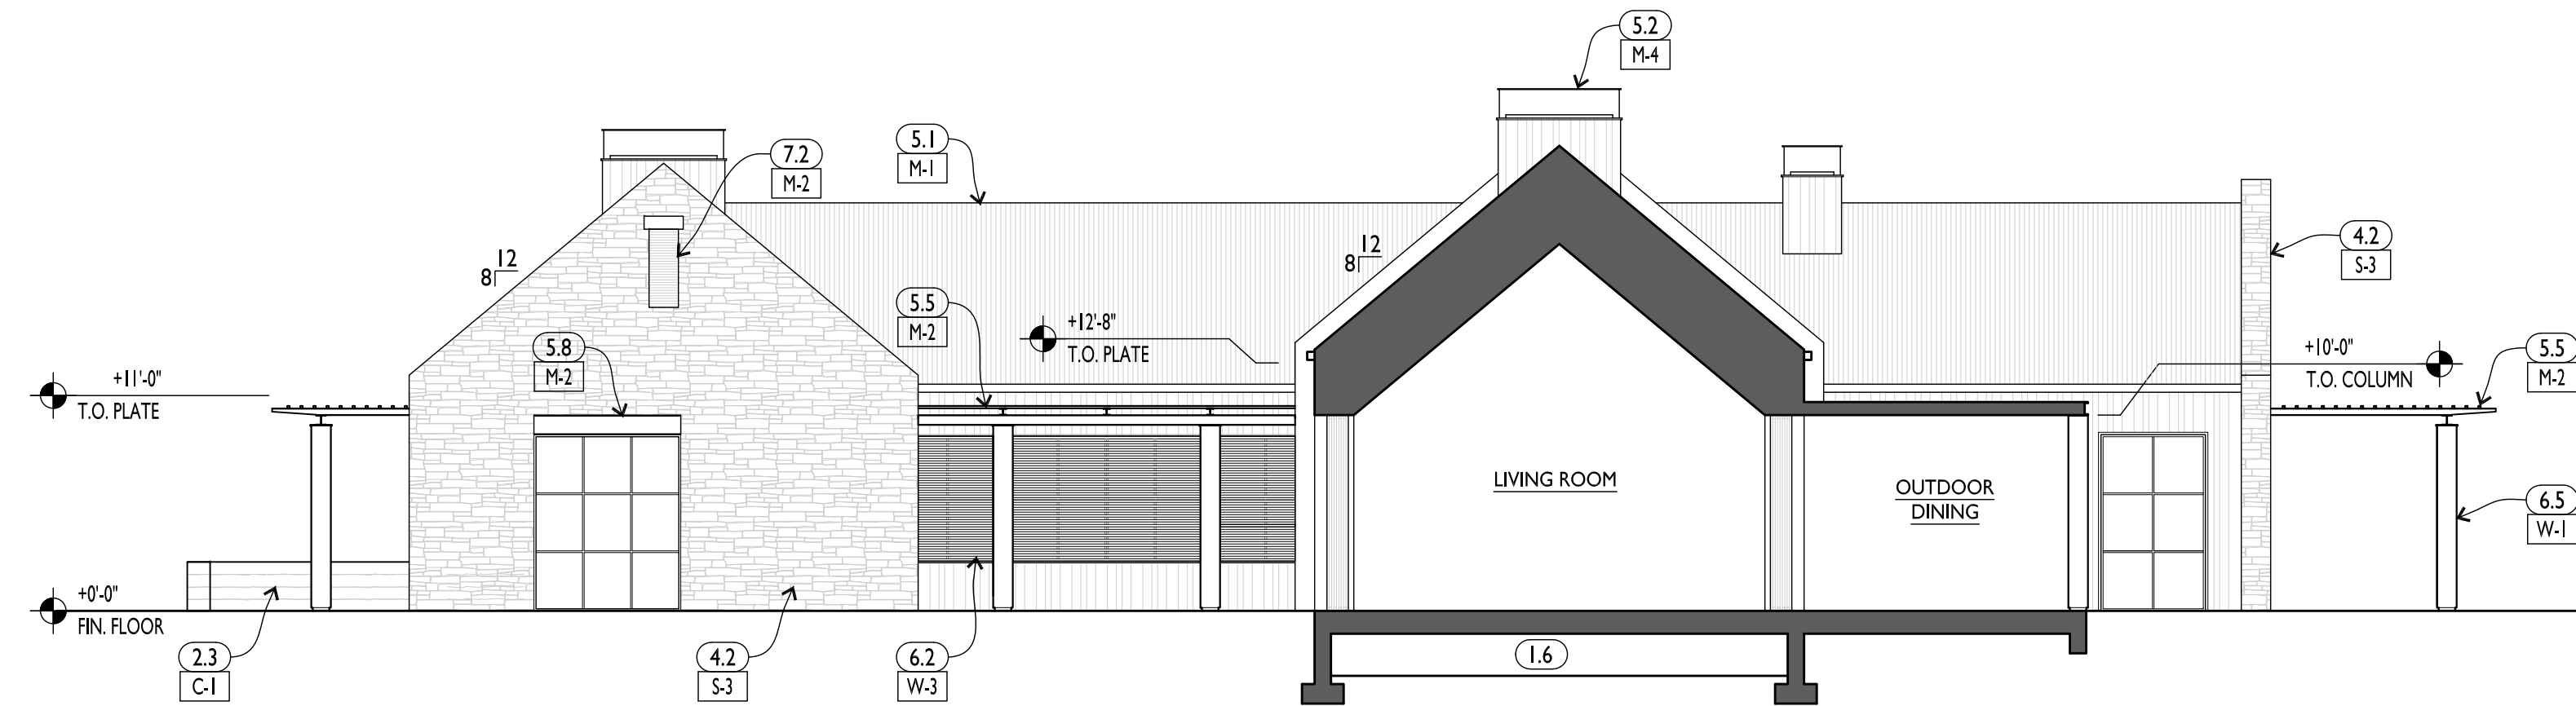 5.2
M-4
7.2
M-2
5.1
M-1
4.2
S-3
12
8
12
8
5.5
M-2
+12'-8"
T.O. PLATE
5.8
M-2
+10'-0"
T.O. COLUMN
5.5
M-2
+11'-0"
T.O. PLATE
LIVING ROOM
OUTDOOR
DINING
6.5
W-1
+0'-0"
FIN. FLOOR
2.3
C-1
4.2
S-3
6.2
W-3
1.6